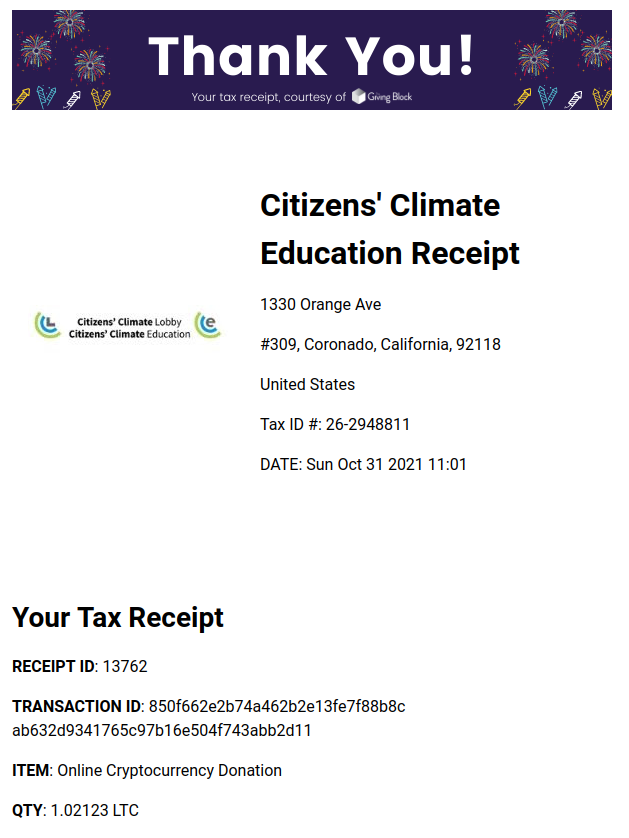 Thank You!
Your tax receipt, courtesy of Giving Block
Citizens' Climate
Education Receipt
Citizens' Climate Lobby
Citizens' Climate Education
1330 Orange Ave
#309, Coronado, California, 92118
United States
Tax ID #: 26-2948811
DATE: Sun Oct 31 2021 11:01
Your Tax Receipt
RECEIPT ID: 13762
TRANSACTION ID: 850f662e2b74a462b2e13fe7f88b8c
ab632d9341765c97b16e504f743abb2d11
ITEM: Online Cryptocurrency Donation
QTY: 1.02123 LTC